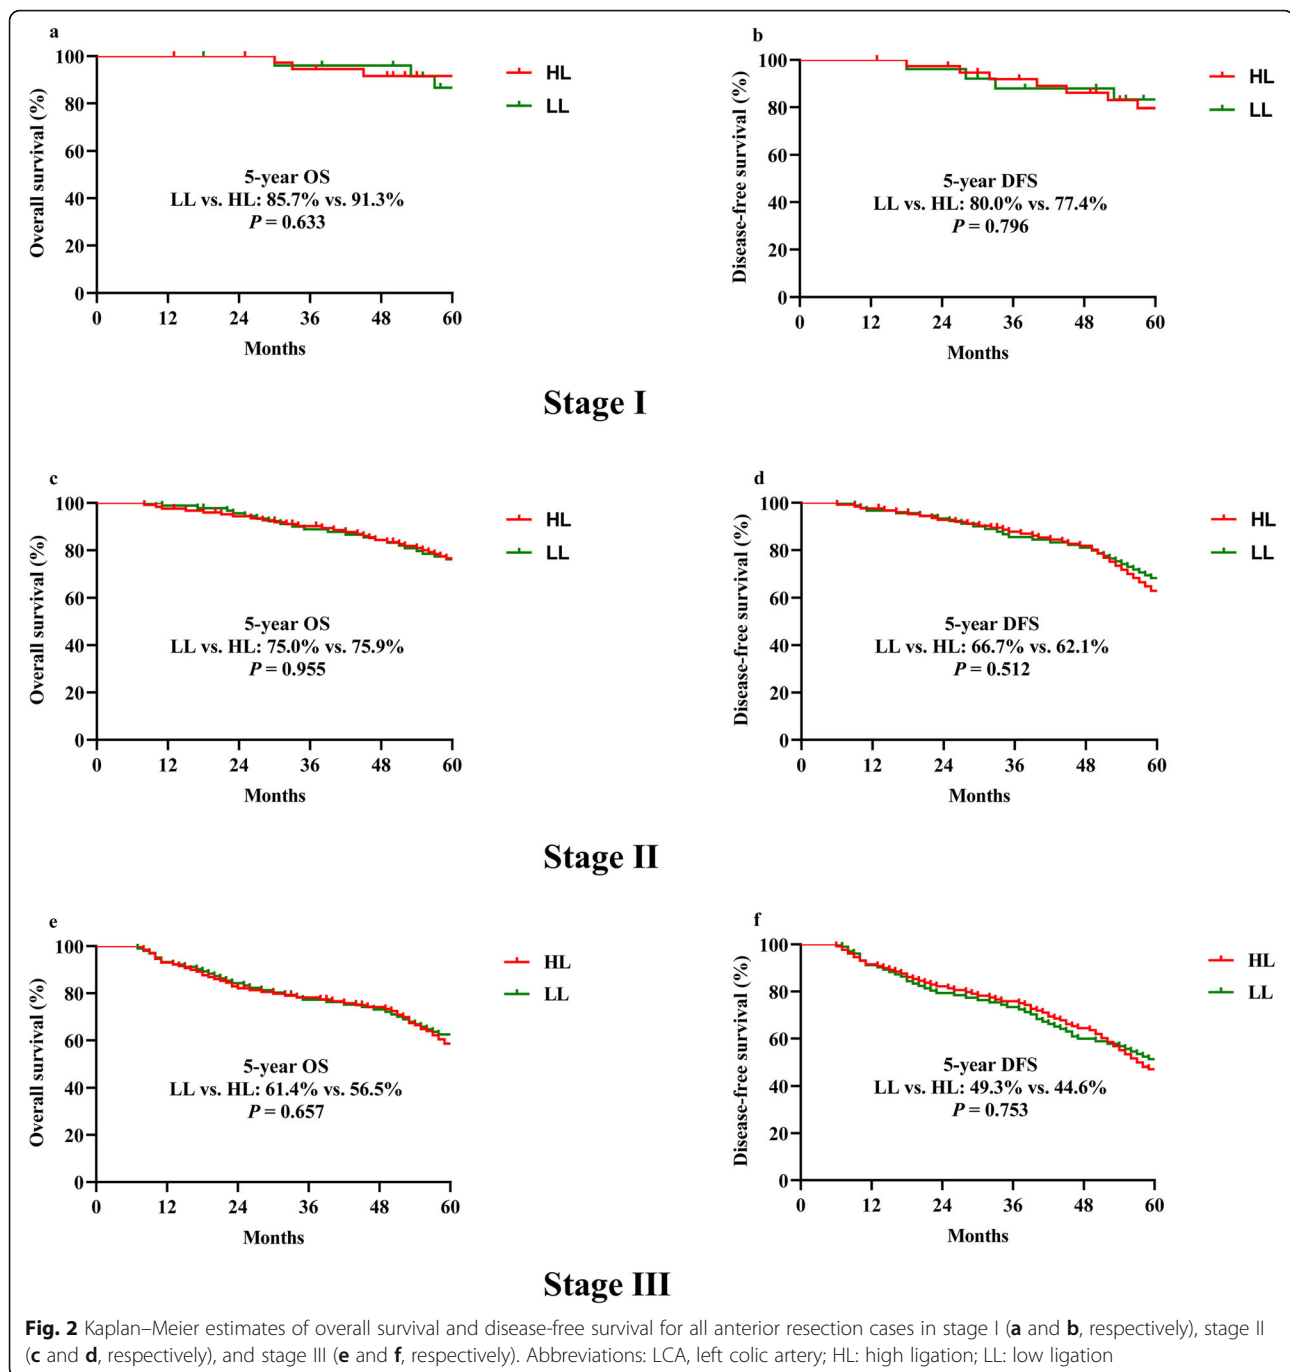 a
Overall survival (%)
100
80
60
40
20
0
HL
LL
5-year OS
LL vs. HL: 85.7% vs. 91.3%
P = 0.633
0 12 24 36 48 60
Months
b
Disease-free survival (%)
100
80
60
40
20
0
HL
LL
5-year DFS
LL vs. HL: 80.0% vs. 77.4%
P = 0.796
0 12 24 36 48 60
Months
Stage I
c
Overall survival (%)
100
80
60
40
20
0
HL
LL
5-year OS
LL vs. HL: 75.0% vs. 75.9%
P = 0.955
0 12 24 36 48 60
Months
d
Disease-free survival (%)
100
80
60
40
20
0
HL
LL
5-year DFS
LL vs. HL: 66.7% vs. 62.1%
P = 0.512
0 12 24 36 48 60
Months
Stage II
e
Overall survival (%)
100
80
60
40
20
0
HL
LL
5-year OS
LL vs. HL: 61.4% vs. 56.5%
P = 0.657
0 12 24 36 48 60
Months
f
Disease-free survival (%)
100
80
60
40
20
0
HL
LL
5-year DFS
LL vs. HL: 49.3% vs. 44.6%
P = 0.753
0 12 24 36 48 60
Months
Stage III
Fig. 2 Kaplan–Meier estimates of overall survival and disease-free survival for all anterior resection cases in stage I (a and b, respectively), stage II
(c and d, respectively), and stage III (e and f, respectively). Abbreviations: LCA, left colic artery; HL: high ligation; LL: low ligation